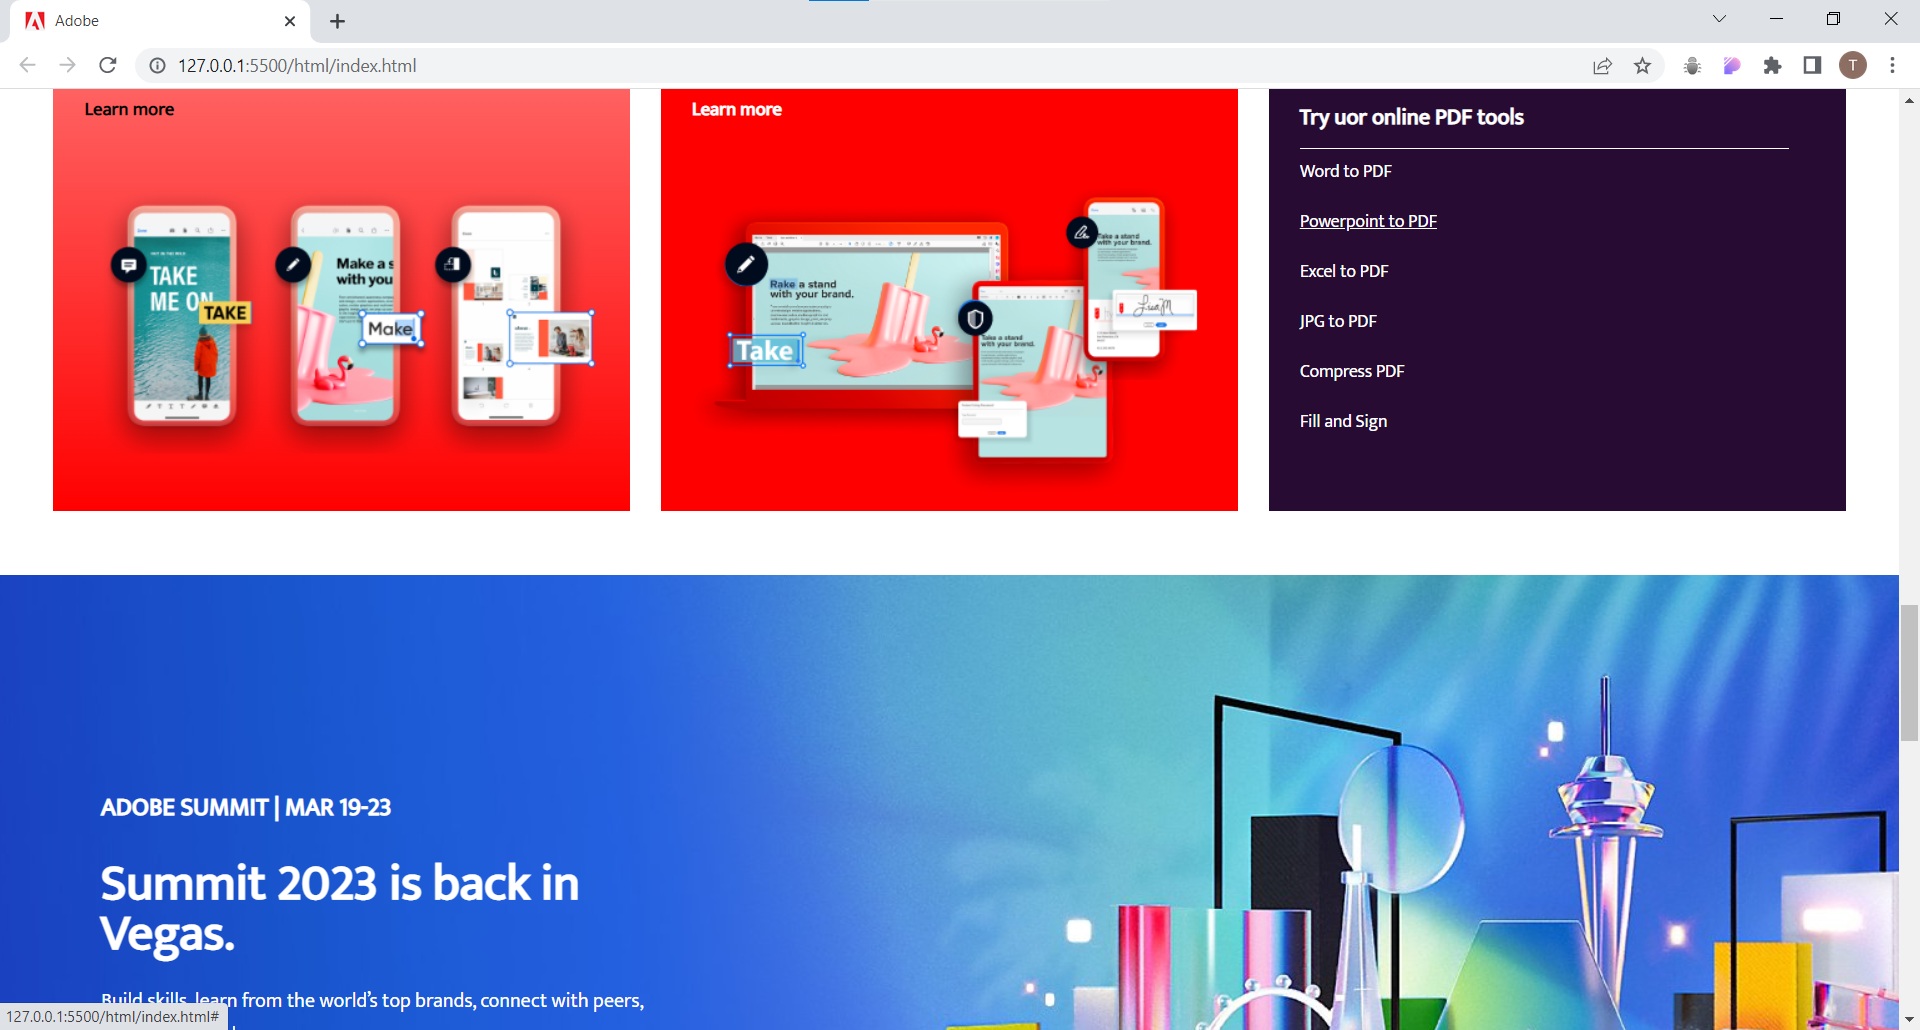 Adobe
127.0.0.1:5500/html/index.html
T
Learn more
TAKE
ME ON
TAKE
Make a s
with you
Make
Learn more
Rake a stand
with your brand.
Take
Take a stand
with your brand.
Take a stand
with your brand.
Try uor online PDF tools
Word to PDF
Powerpoint to PDF
Excel to PDF
JPG to PDF
Compress PDF
Fill and Sign
ADOBE SUMMIT | MAR 19-23
Summit 2023 is back in
Vegas.
Build skills, learn from the world's top brands, connect with peers,
127.0.0.1:5500/html/index.html#